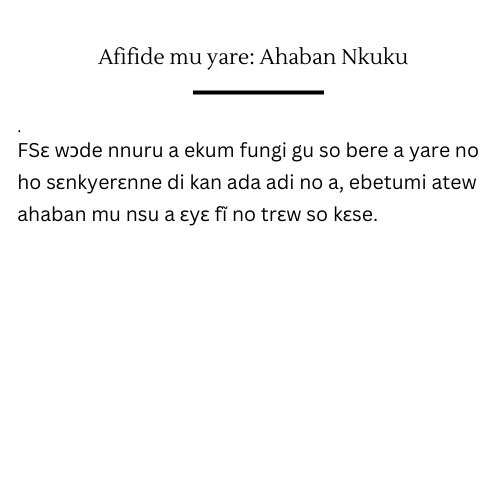 Afifide mu yare: Ahaban Nkuku
.
FSɛ wɔde nnuru a ekum fungi gu so bere a yare no
ho sɛnkyerɛnne di kan ada adi no a, ebetumi atew
ahaban mu nsu a ɛyɛ fĩ no trɛw so kɛse.